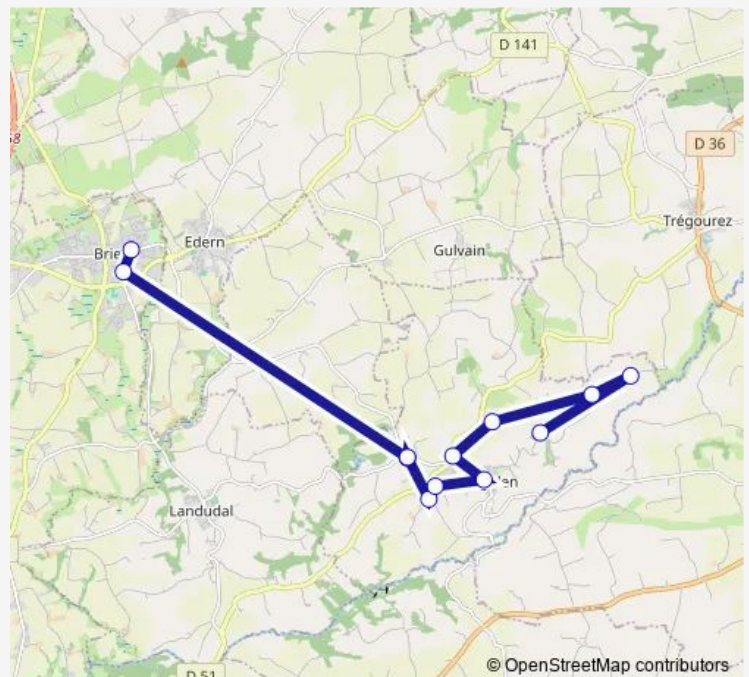 D 141
D 36
Trégourez
Edern
Gulvain
Landudal
D 51
© OpenStreetMap contributors